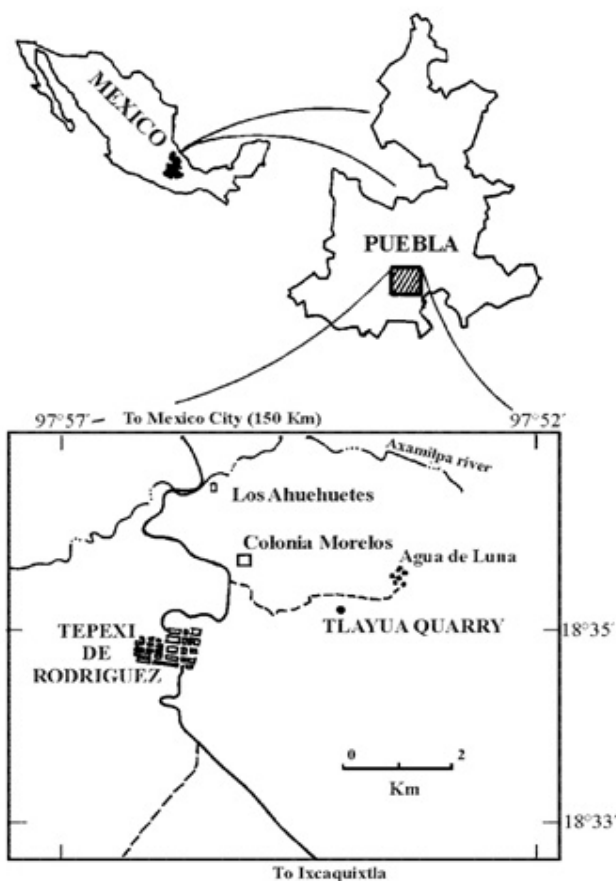 MEXICO
PUEBLA
97°57´
To Mexico City (150 Km)
97°52´
Axamilpa river
Los Ahuehuetes
Colonia Morelos
Agua de Luna
TLAYUA QUARRY
18°35´
TEPEXI
DE
RODRIGUEZ
0 2
Km
18°33´
To Ixcaquixtla